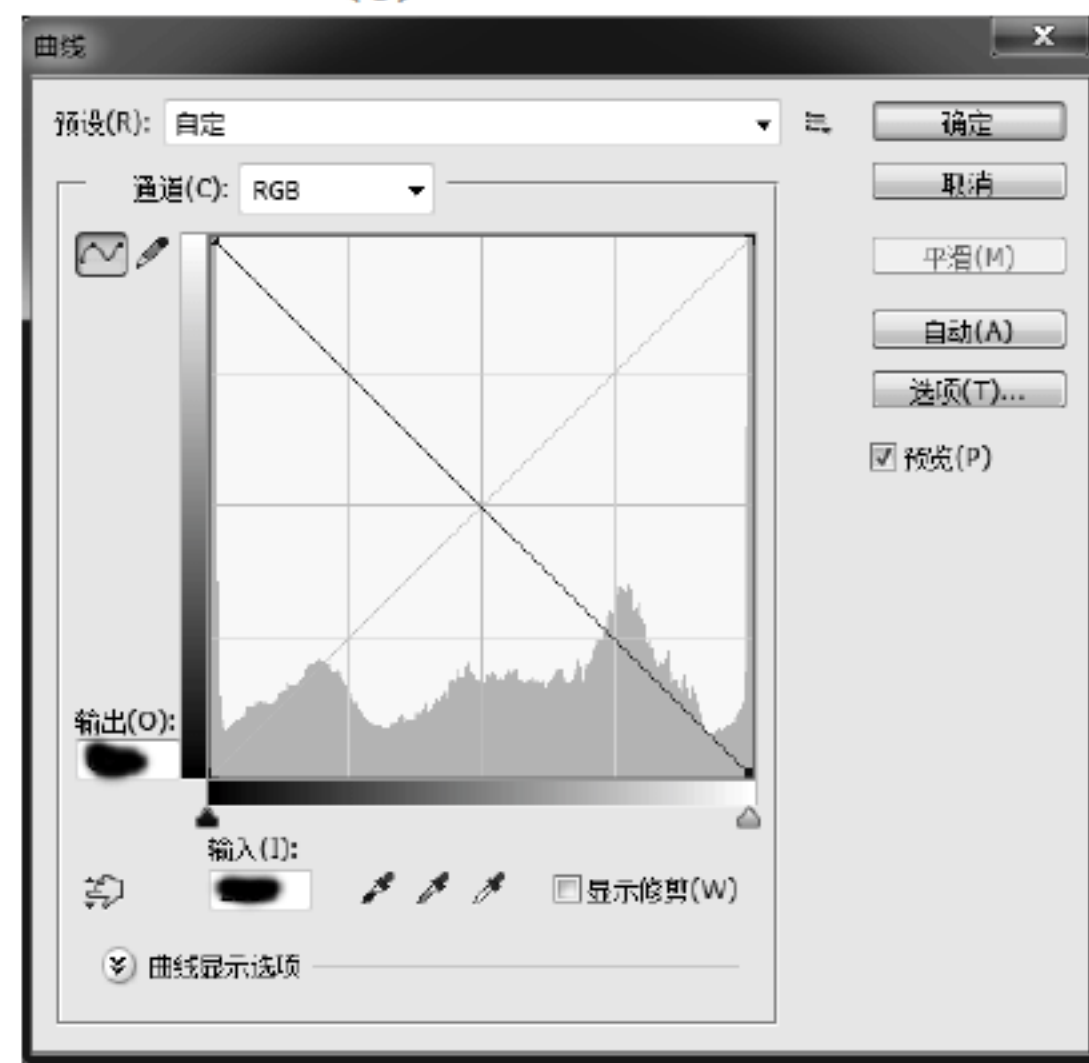 曲线
预设(R): 自定
确定
通道(C): RGB
取消
平滑(M)
自动(A)
选项(T)...
预览(P)
输出(O):
输入(I):
显示修剪(W)
曲线显示选项